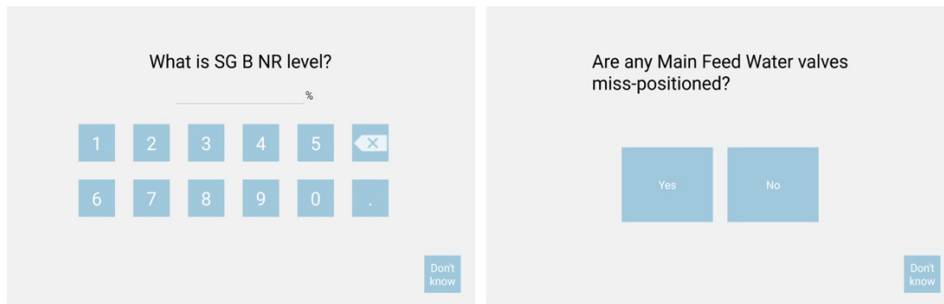 What is SG B NR level?
%
1 2 3 4 5
6 7 8 9 0 .
Don't
know
Are any Main Feed Water valves
miss-positioned?
Yes No
Don't
know